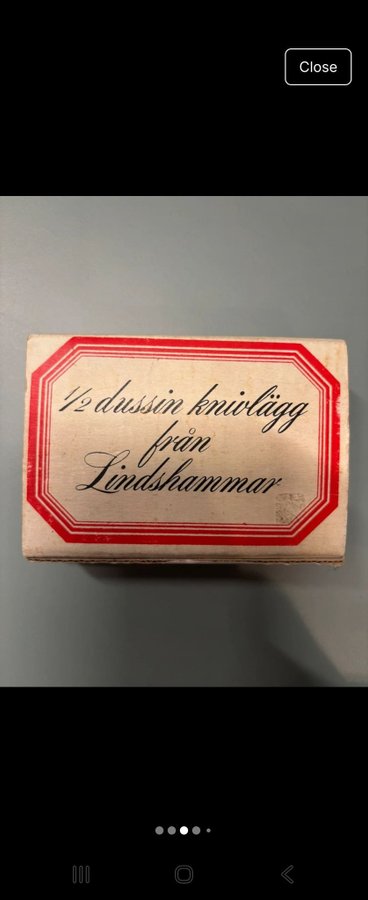 Close
1/2 dussin knivlägg
från
Lindshammar